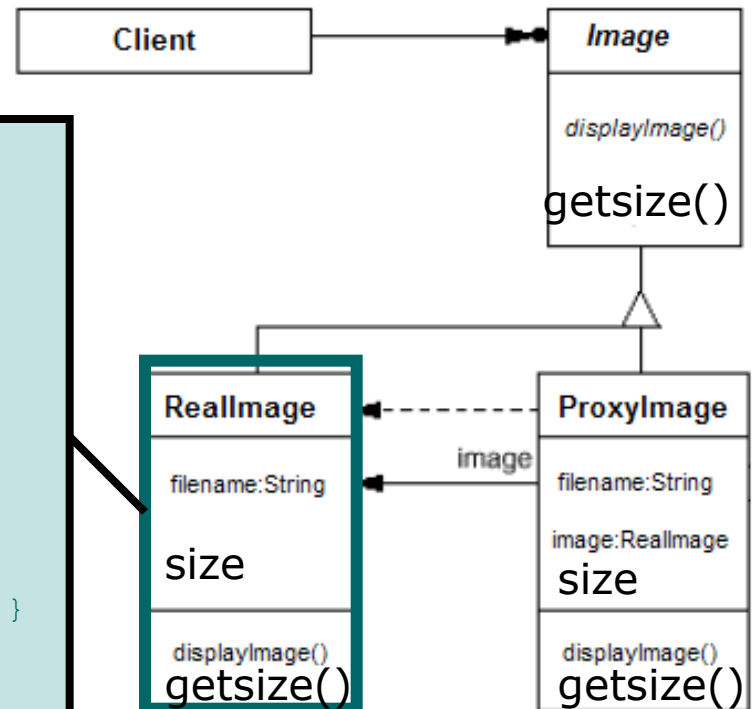 Client
Image
displayImage()
getsize()
RealImage
filename:String
size
displayImage()
getsize()
image
ProxyImage
filename:String
image:RealImage
size
displayImage()
getsize()
}